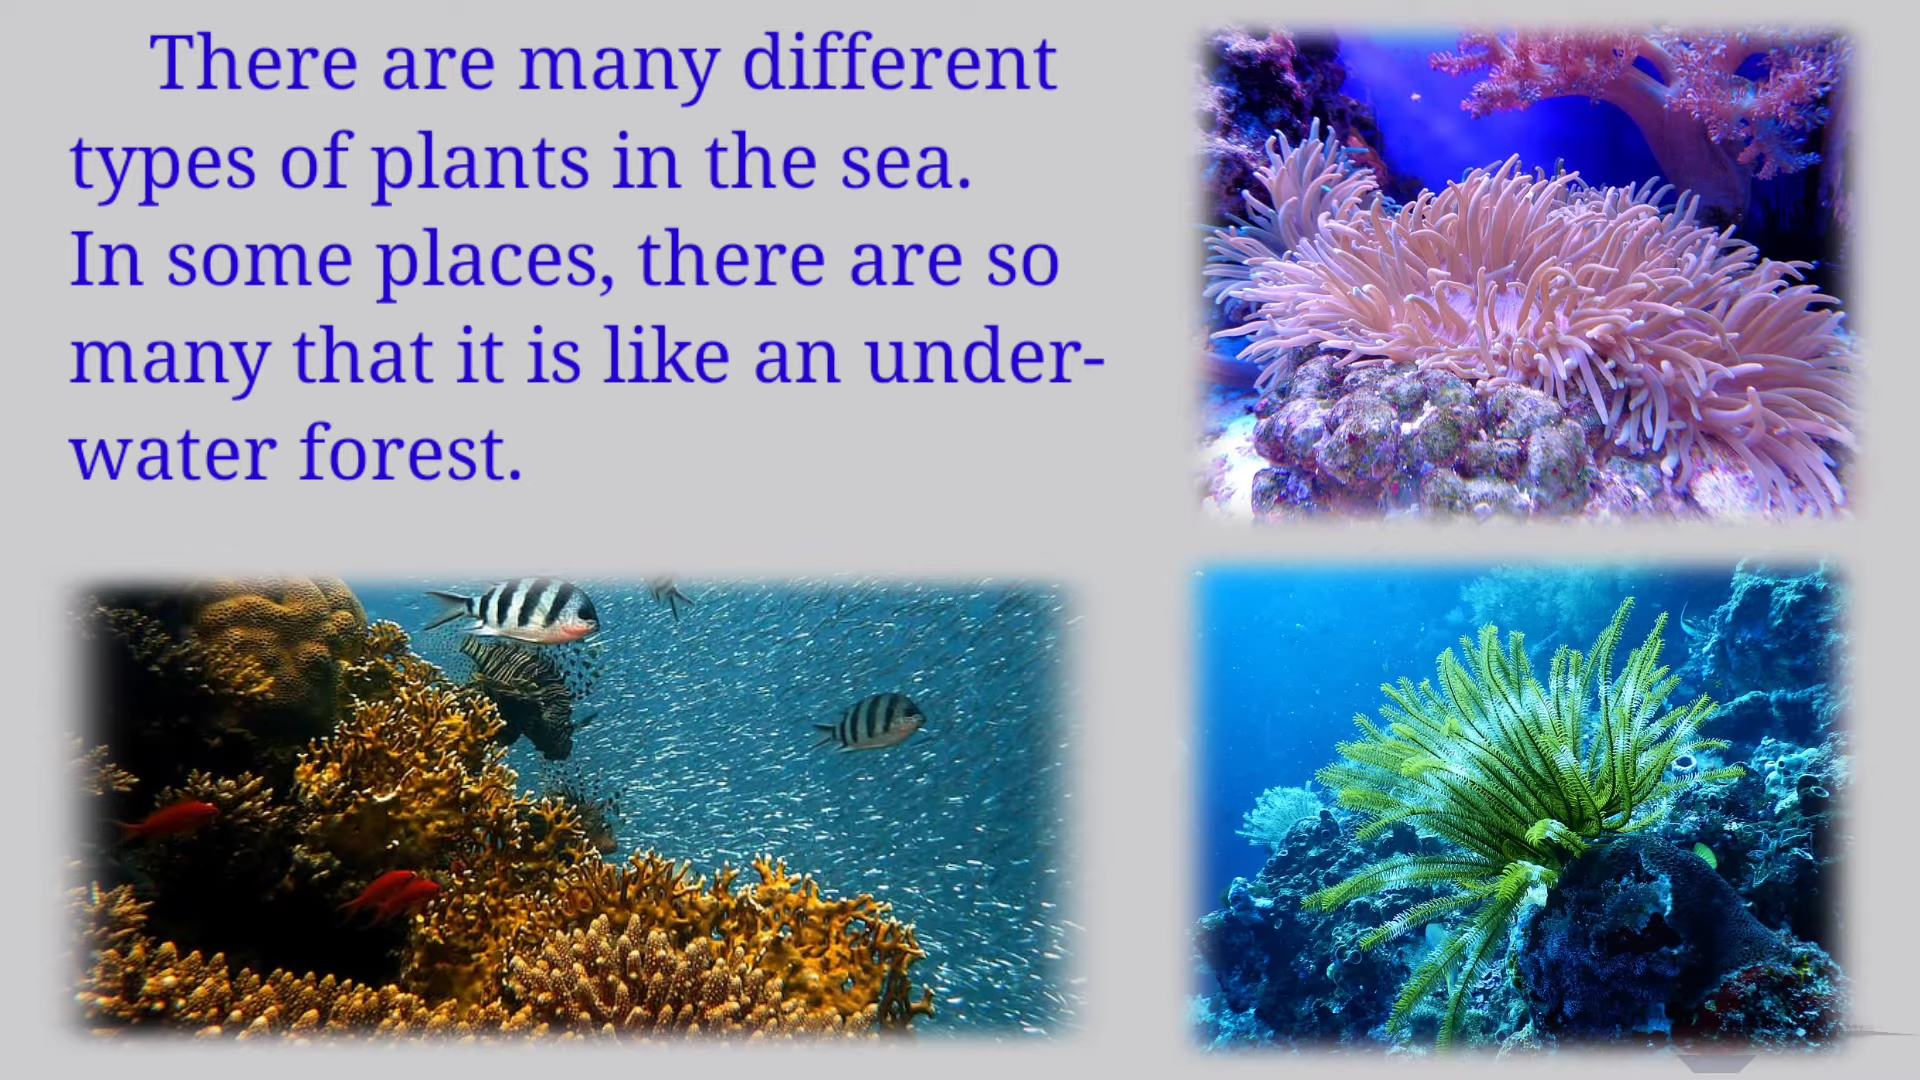 There are many different
types of plants in the sea.
In some places, there are so
many that it is like an under-
water forest.